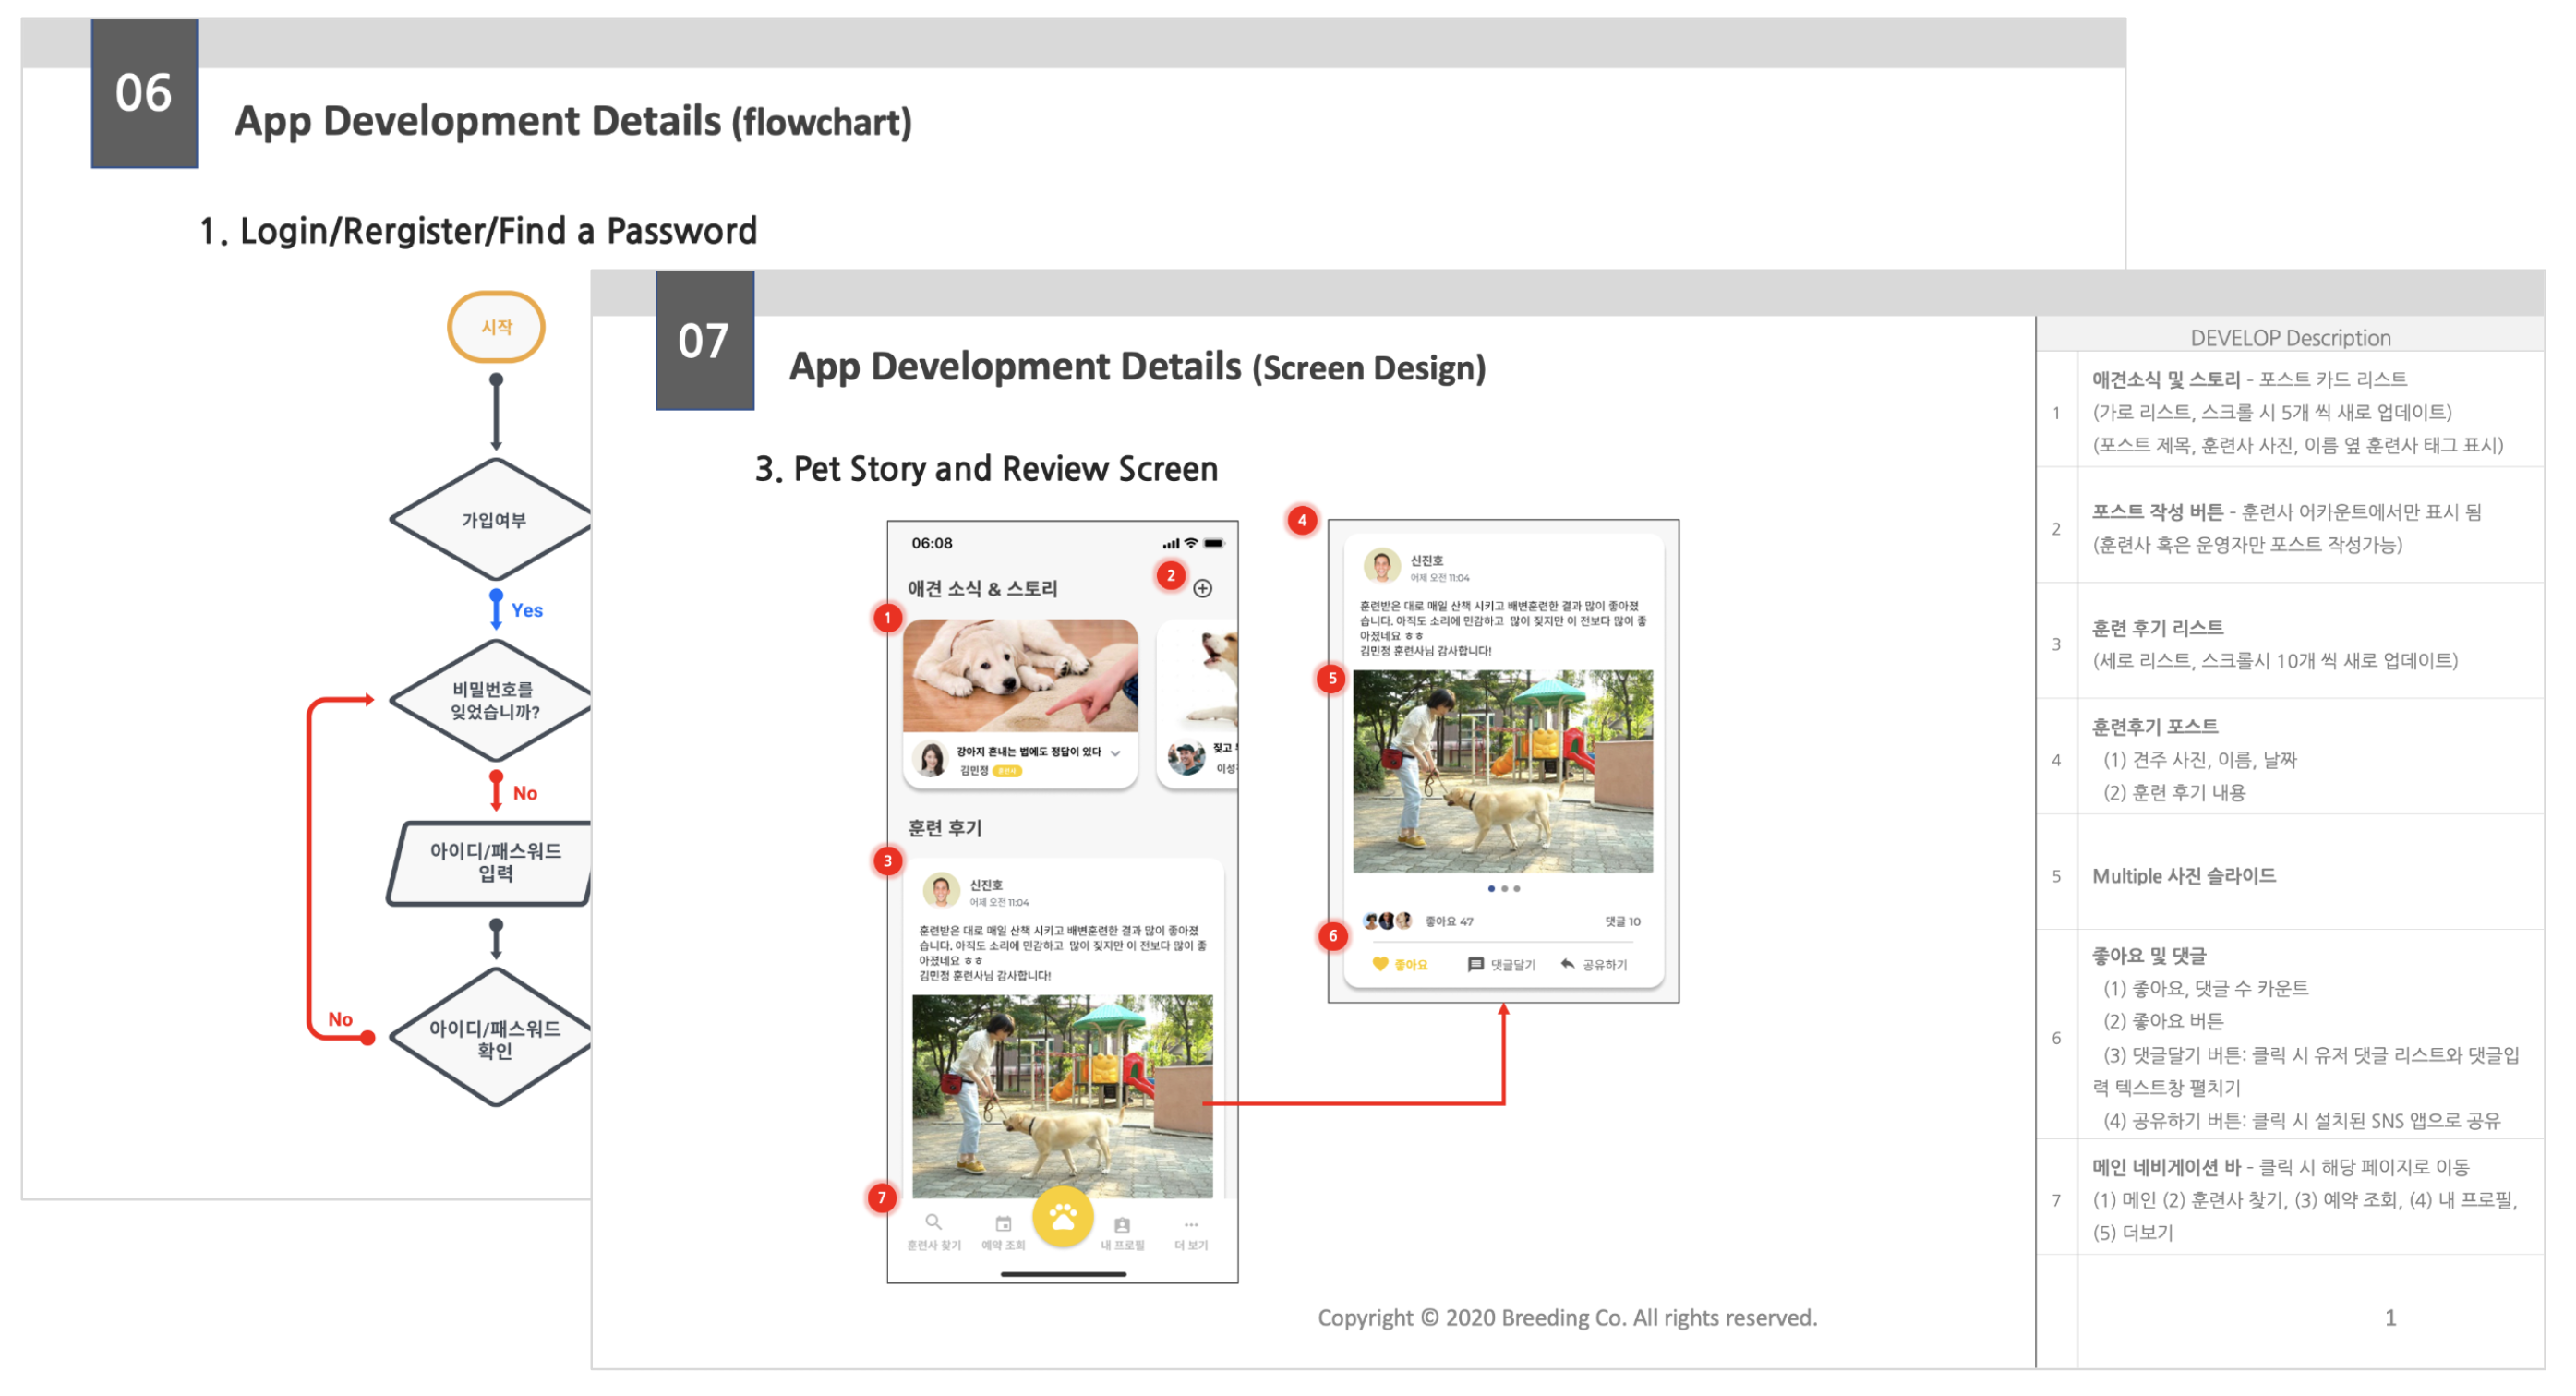 06
App Development Details (flowchart)
1. Login/Rergister/Find a Password
시작
가입여부
Yes
비밀번호를
잊었습니까?
No
아이디/패스워드
입력
아이디/패스워드
확인
No
07
App Development Details (Screen Design)
3. Pet Story and Review Screen
06:08
애견 소식 & 스토리
2
1
강아지 혼내는 법에도 정답이 있다
김민정 훈련사
짖고
이성
훈련 후기
3
신진호
어제 오전 11:04
훈련받은 대로 매일 산책 시키고 배변훈련한 결과 많이 좋아졌
습니다. 아직도 소리에 민감하고 많이 짖지만 이 전보다 많이 좋
아졌네요 ㅎㅎ
김민정 훈련사님 감사합니다!
7
훈련사 찾기
예약 조회
내 프로필
더 보기
4
신진호
어제 오전 11:04
훈련받은 대로 매일 산책 시키고 배변훈련한 결과 많이 좋아졌
습니다. 아직도 소리에 민감하고 많이 짖지만 이 전보다 많이 좋
아졌네요 ㅎㅎ
김민정 훈련사님 감사합니다!
5
좋아요 47
댓글 10
6
좋아요
댓글달기
공유하기
Copyright © 2020 Breeding Co. All rights reserved.
DEVELOP Description
1
애견소식 및 스토리 - 포스트 카드 리스트
(가로 리스트, 스크롤 시 5개 씩 새로 업데이트)
(포스트 제목, 훈련사 사진, 이름 옆 훈련사 태그 표시)
2
포스트 작성 버튼 - 훈련사 어카운트에서만 표시 됨
(훈련사 혹은 운영자만 포스트 작성가능)
3
훈련 후기 리스트
(세로 리스트, 스크롤시 10개 씩 새로 업데이트)
4
훈련후기 포스트
(1) 견주 사진, 이름, 날짜
(2) 훈련 후기 내용
5
Multiple 사진 슬라이드
6
좋아요 및 댓글
(1) 좋아요, 댓글 수 카운트
(2) 좋아요 버튼
(3) 댓글달기 버튼: 클릭 시 유저 댓글 리스트와 댓글입
력 텍스트창 펼치기
(4) 공유하기 버튼: 클릭 시 설치된 SNS 앱으로 공유
7
메인 네비게이션 바 - 클릭 시 해당 페이지로 이동
(1) 메인 (2) 훈련사 찾기, (3) 예약 조회, (4) 내 프로필,
(5) 더보기
1